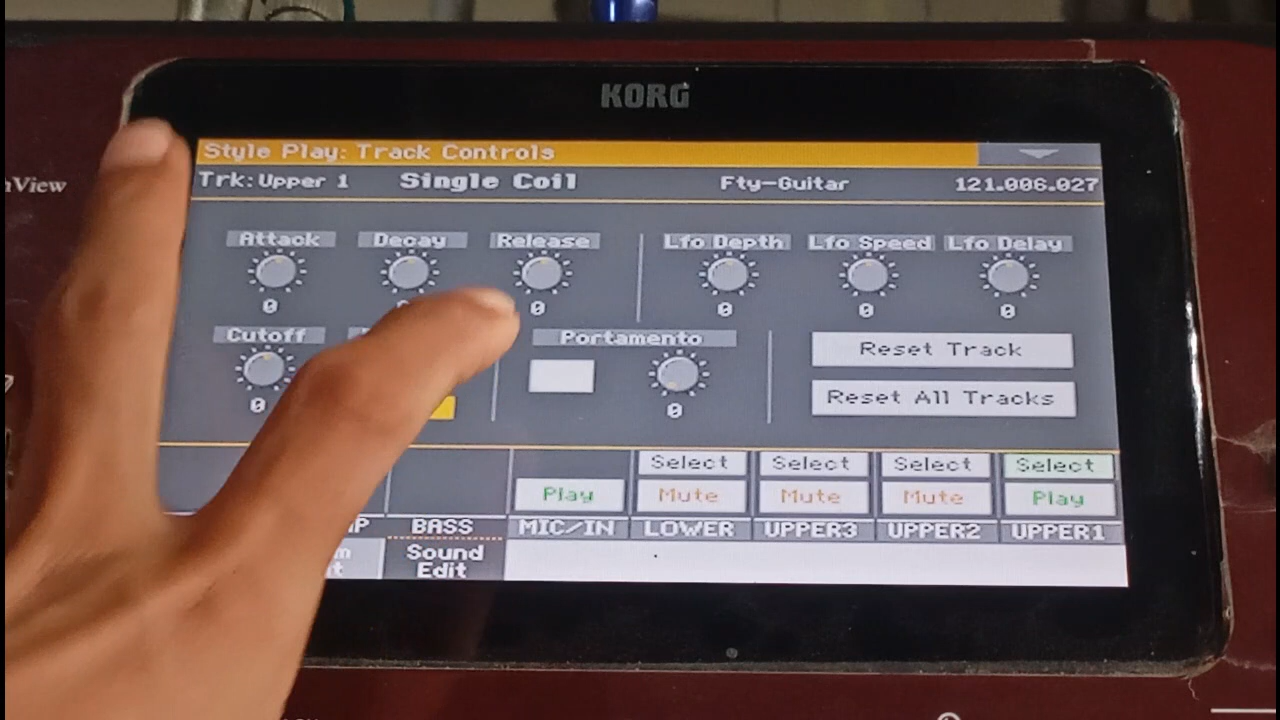 KORG
Style Play: Track Controls
Trk: Upper 1 Single Coil Fty-Guitar 121.006.027
Attack Decay Release Lfo Depth Lfo Speed Lfo Delay
0 0 0 0 0
Cutoff Portamento
0 0
Reset Track
Reset All Tracks
Select Select Select Select
Play Mute Mute Mute Play
BASS MIC/IN LOWER UPPER3 UPPER2 UPPER1
Sound
Edit
View